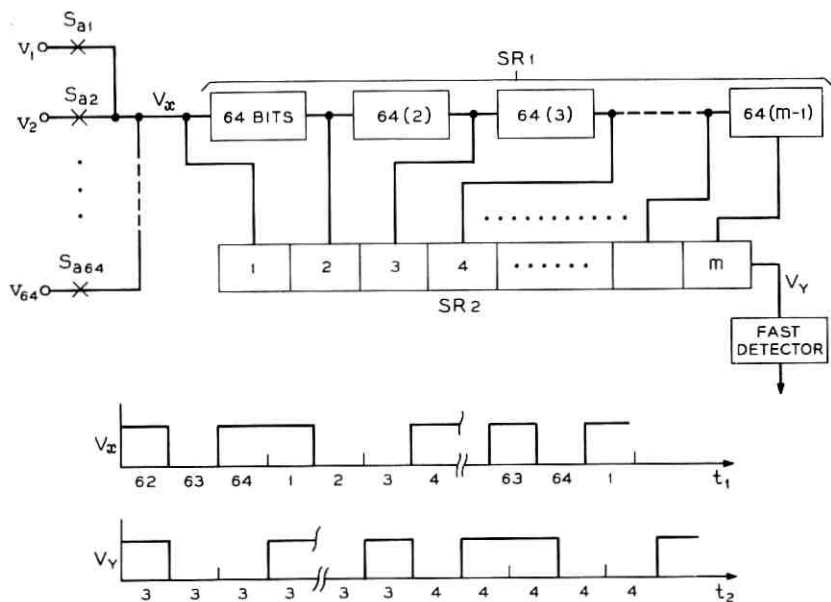 Sa1
V1
Sa2
V2
Vx
SR1
64 BITS
64(2)
64(3)
64(m-1)
Sa64
V64
1 2 3 4 m
SR2
VY
FAST
DETECTOR
Vx
62 63 64 1 2 3 4 63 64 1 t1
VY
3 3 3 3 3 3 4 4 4 4 4 t2